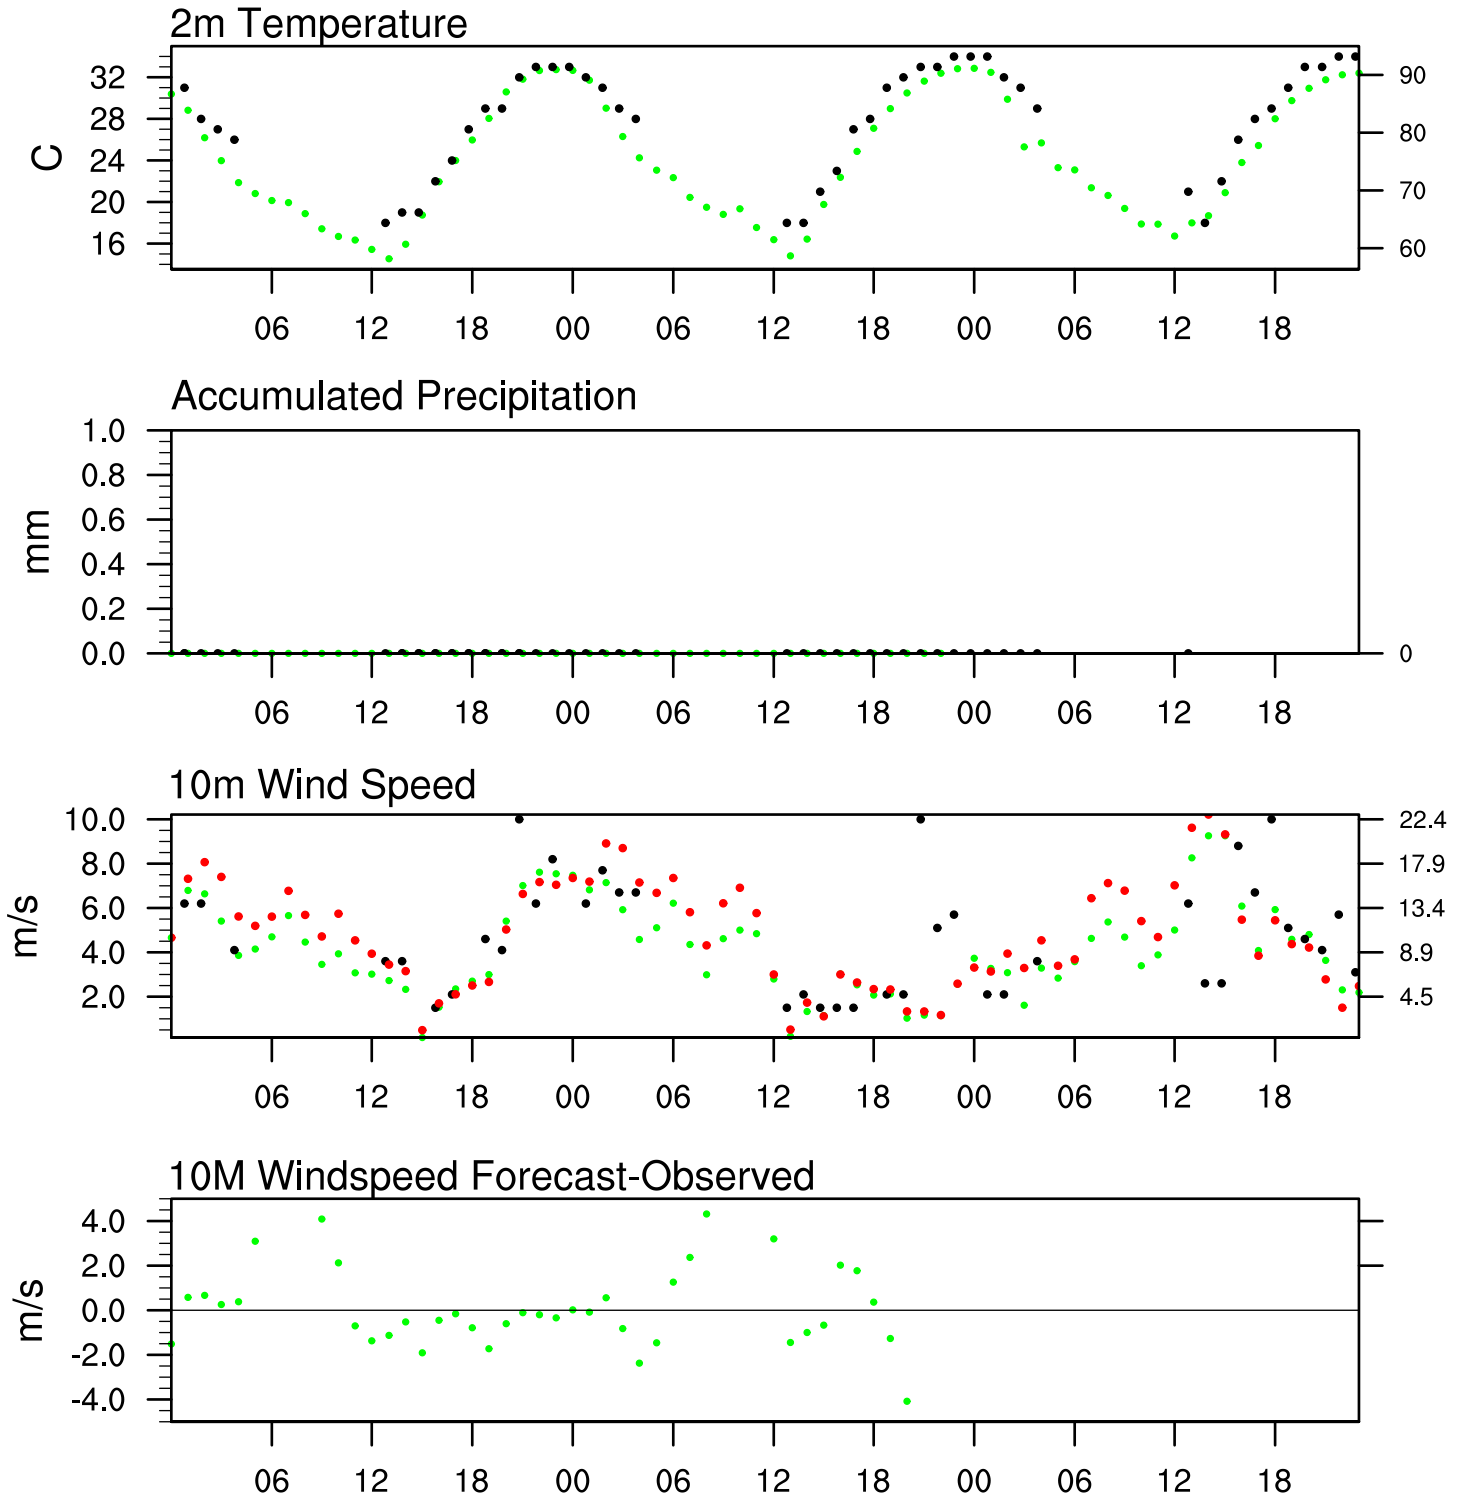 2m Temperature
32
28
24
20
16
C
90
80
70
60
06 12 18 00 06 12 18 00 06 12 18
Accumulated Precipitation
1.0
0.8
0.6
0.4
0.2
0.0
mm
0
06 12 18 00 06 12 18 00 06 12 18
10m Wind Speed
10.0
8.0
6.0
4.0
2.0
m/s
22.4
17.9
13.4
8.9
4.5
06 12 18 00 06 12 18 00 06 12 18
10M Windspeed Forecast-Observed
4.0
2.0
0.0
-2.0
-4.0
m/s
06 12 18 00 06 12 18 00 06 12 18